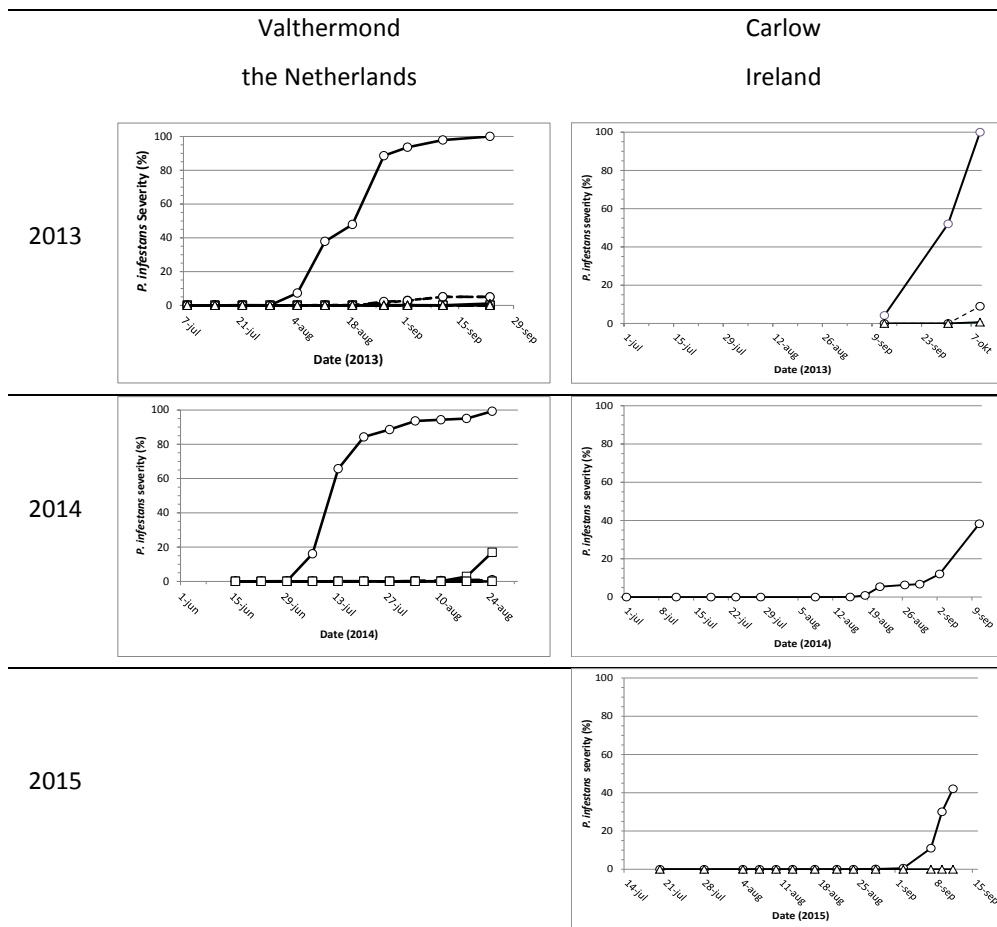 Valthermond
the Netherlands
Carlow
Ireland
2013
P. infestans Severity (%)
100
80
60
40
20
0
7-jul
21-jul
4-aug
18-aug
1-sep
15-sep
29-sep
Date (2013)
P. infestans severity (%)
100
80
60
40
20
0
1-jul
15-jul
29-jul
12-aug
26-aug
9-sep
23-sep
7-okt
Date (2013)
2014
P. infestans severity (%)
100
80
60
40
20
0
1-jun
15-jun
29-jun
13-jul
27-jul
10-aug
24-aug
Date (2014)
P. infestans severity (%)
100
80
60
40
20
0
1-jul
8-jul
15-jul
22-jul
29-jul
5-aug
12-aug
19-aug
26-aug
2-sep
9-sep
Date (2014)
2015
P. infestans severity (%)
100
80
60
40
20
0
14-jul
21-jul
28-jul
4-aug
11-aug
18-aug
25-aug
1-sep
8-sep
15-sep
Date (2015)